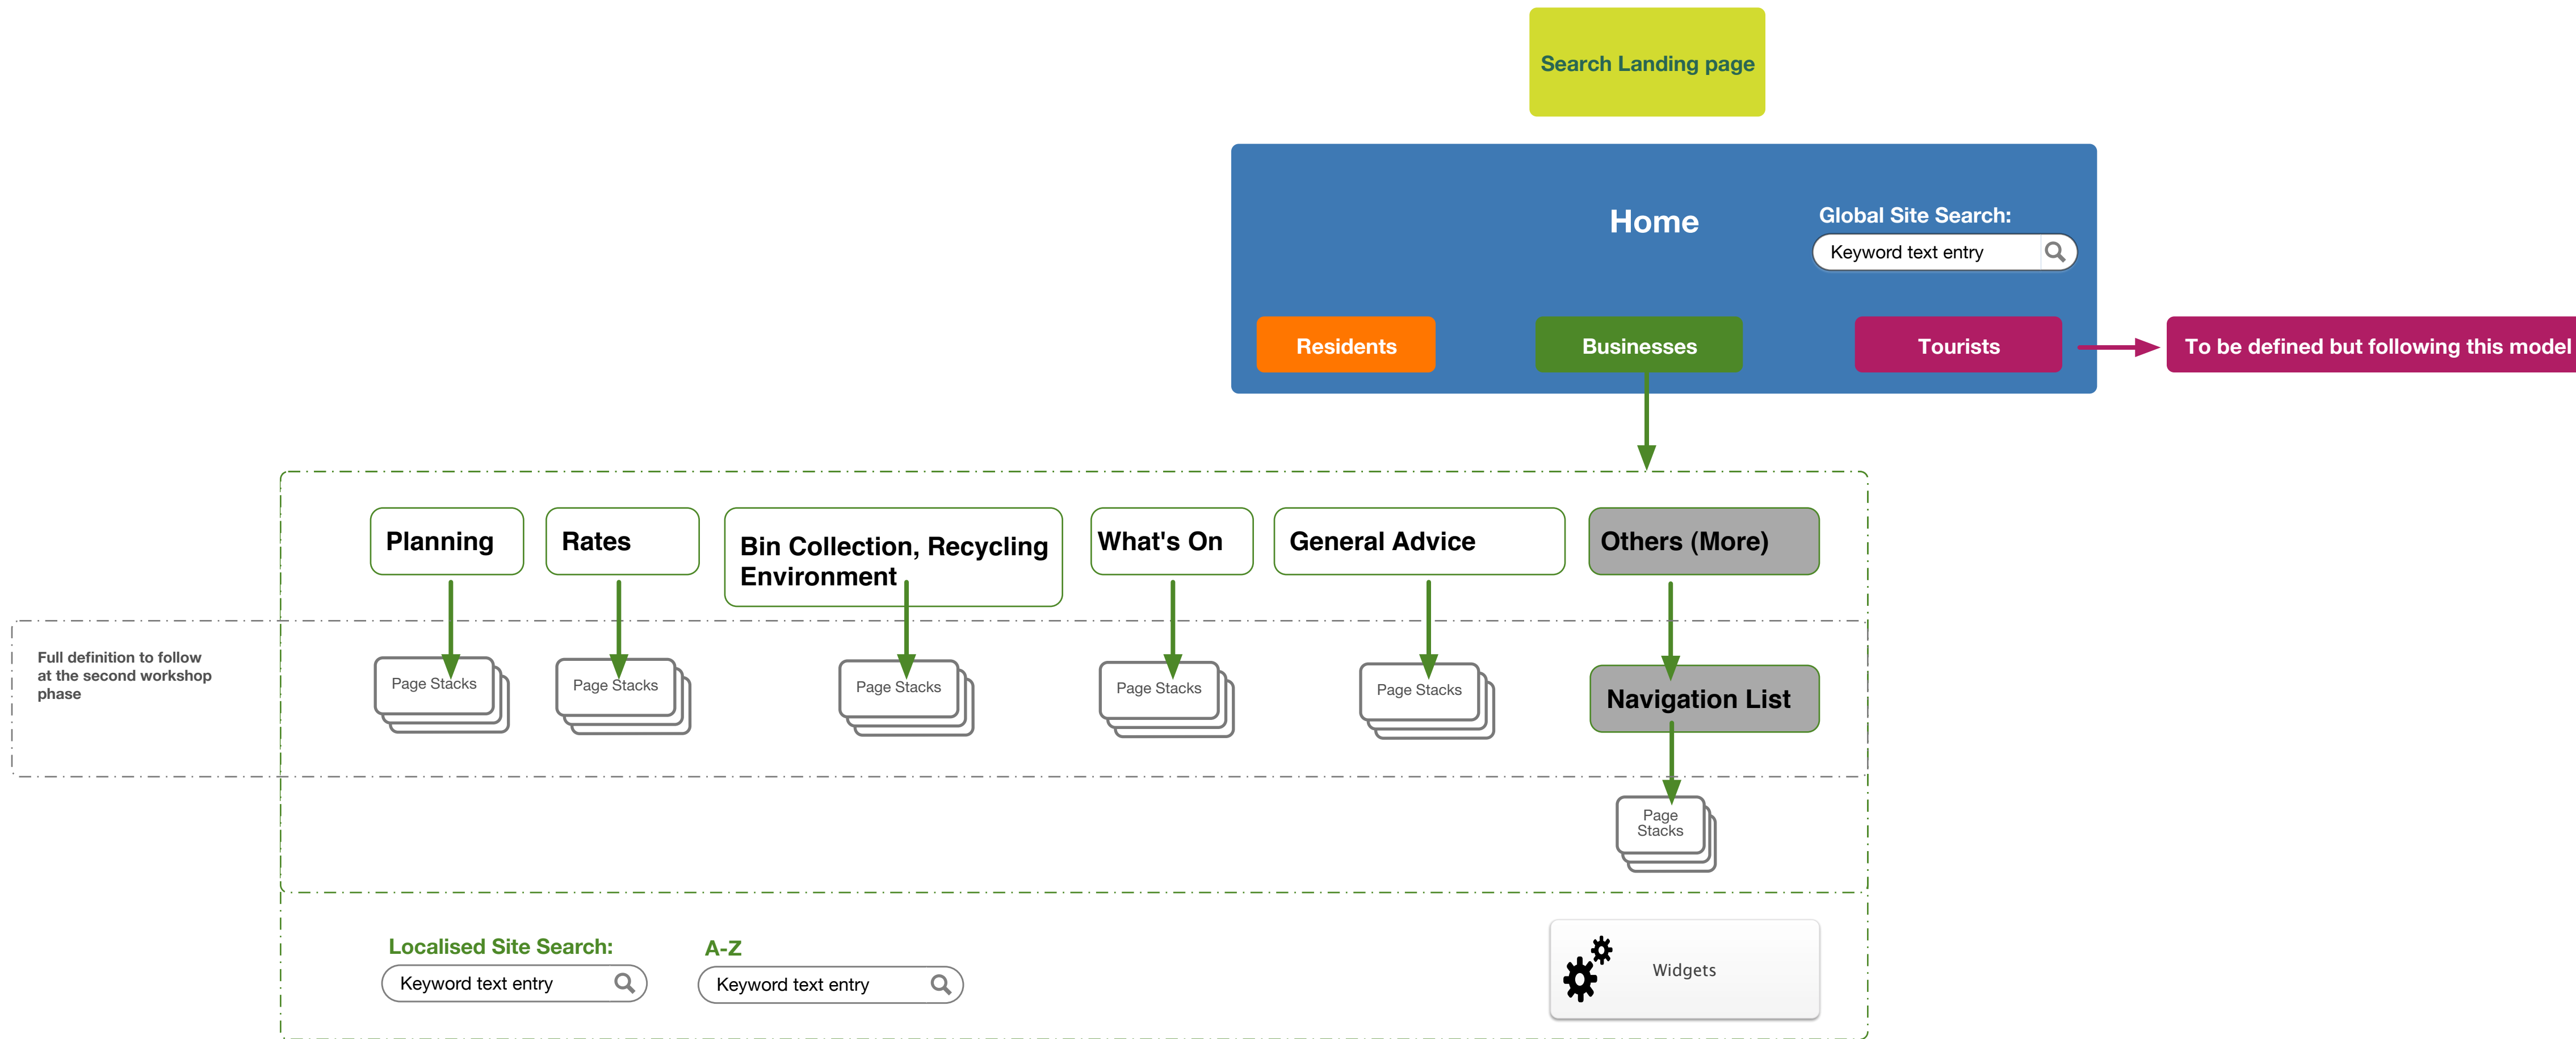 Search Landing page
Home
Global Site Search:
Keyword text entry
Residents
Businesses
Tourists
To be defined but following this model
Planning
Rates
Bin Collection, Recycling
Environment
What's On
General Advice
Others (More)
Full definition to follow
at the second workshop
phase
Page Stacks
Page Stacks
Page Stacks
Page Stacks
Page Stacks
Navigation List
Page
Stacks
Localised Site Search:
Keyword text entry
A-Z
Keyword text entry
Widgets